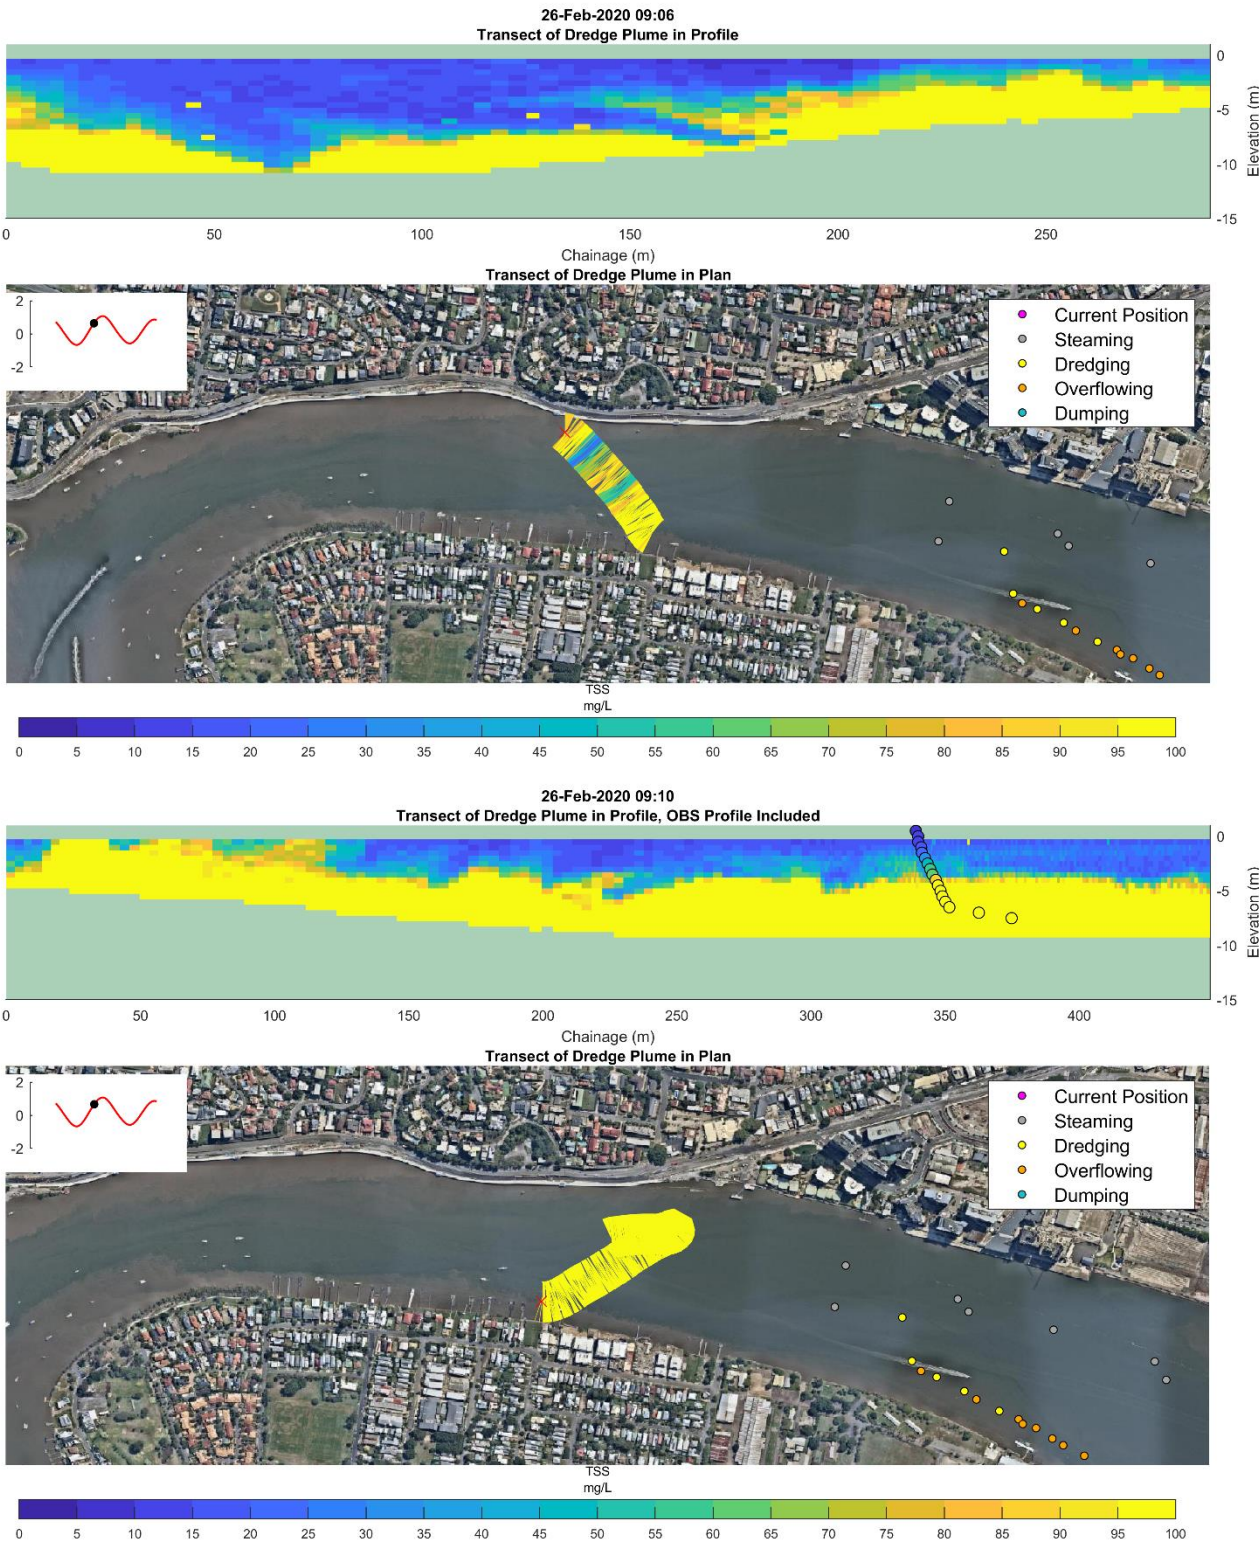 26-Feb-2020 09:06
Transect of Dredge Plume in Profile
0
-5
-10
-15
Elevation (m)
0 50 100 150 200 250
Chainage (m)
Transect of Dredge Plume in Plan
2
0
-2
Current Position
Steaming
Dredging
Overflowing
Dumping
TSS
mg/L
0 5 10 15 20 25 30 35 40 45 50 55 60 65 70 75 80 85 90 95 100
26-Feb-2020 09:10
Transect of Dredge Plume in Profile, OBS Profile Included
0
-5
-10
-15
Elevation (m)
0 50 100 150 200 250 300 350 400
Chainage (m)
Transect of Dredge Plume in Plan
2
0
-2
Current Position
Steaming
Dredging
Overflowing
Dumping
TSS
mg/L
0 5 10 15 20 25 30 35 40 45 50 55 60 65 70 75 80 85 90 95 100